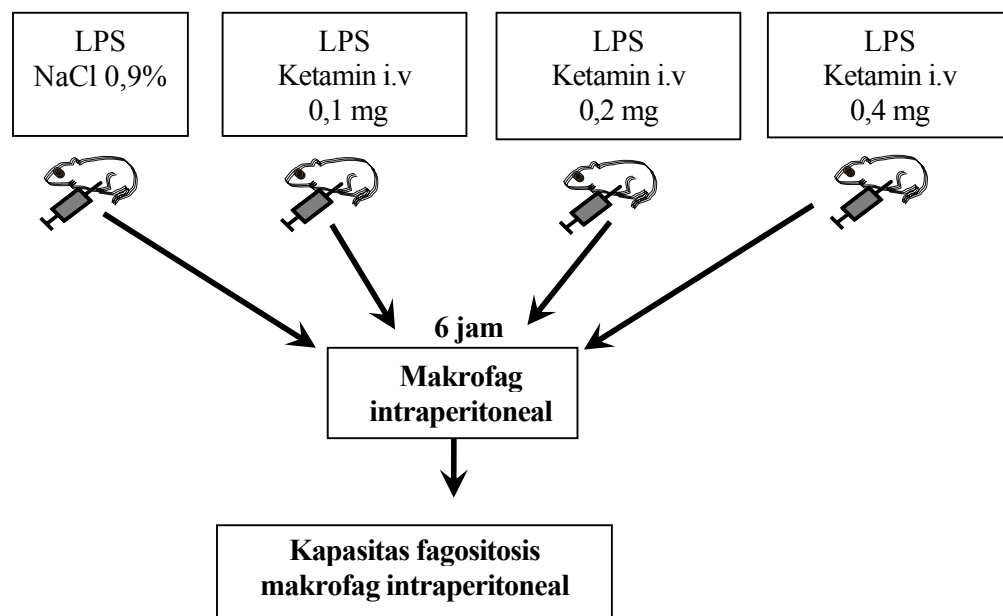 LPS
NaCl 0,9%
LPS
Ketamin i.v
0,1 mg
LPS
Ketamin i.v
0,2 mg
LPS
Ketamin i.v
0,4 mg
6 jam
Makrofag
intraperitoneal
Kapasitas fagositosis
makrofag intraperitoneal